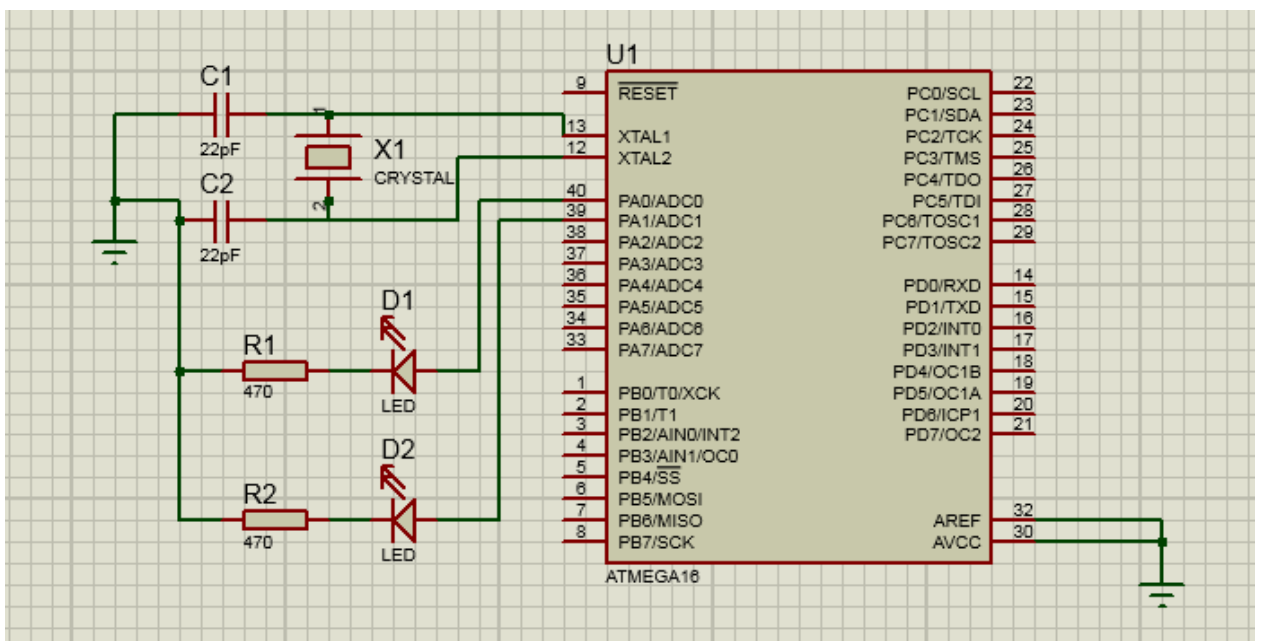 U1
C1
22pF
1
X1
CRYSTAL
2
C2
22pF
D1
LED
R1
470
D2
LED
R2
470
9 RESET
13 XTAL1
12 XTAL2
40 PA0/ADC0
39 PA1/ADC1
38 PA2/ADC2
37 PA3/ADC3
36 PA4/ADC4
35 PA5/ADC5
34 PA6/ADC6
33 PA7/ADC7
1 PB0/T0/XCK
2 PB1/T1
3 PB2/AIN0/INT2
4 PB3/AIN1/OC0
5 PB4/SS
6 PB5/MOSI
7 PB6/MISO
8 PB7/SCK
PC0/SCL 22
PC1/SDA 23
PC2/TCK 24
PC3/TMS 25
PC4/TDO 26
PC5/TDI 27
PC6/TOSC1 28
PC7/TOSC2 29
PD0/RXD 14
PD1/TXD 15
PD2/INT0 16
PD3/INT1 17
PD4/OC1B 18
PD5/OC1A 19
PD6/ICP1 20
PD7/OC2 21
AREF 32
AVCC 30
ATMEGA16